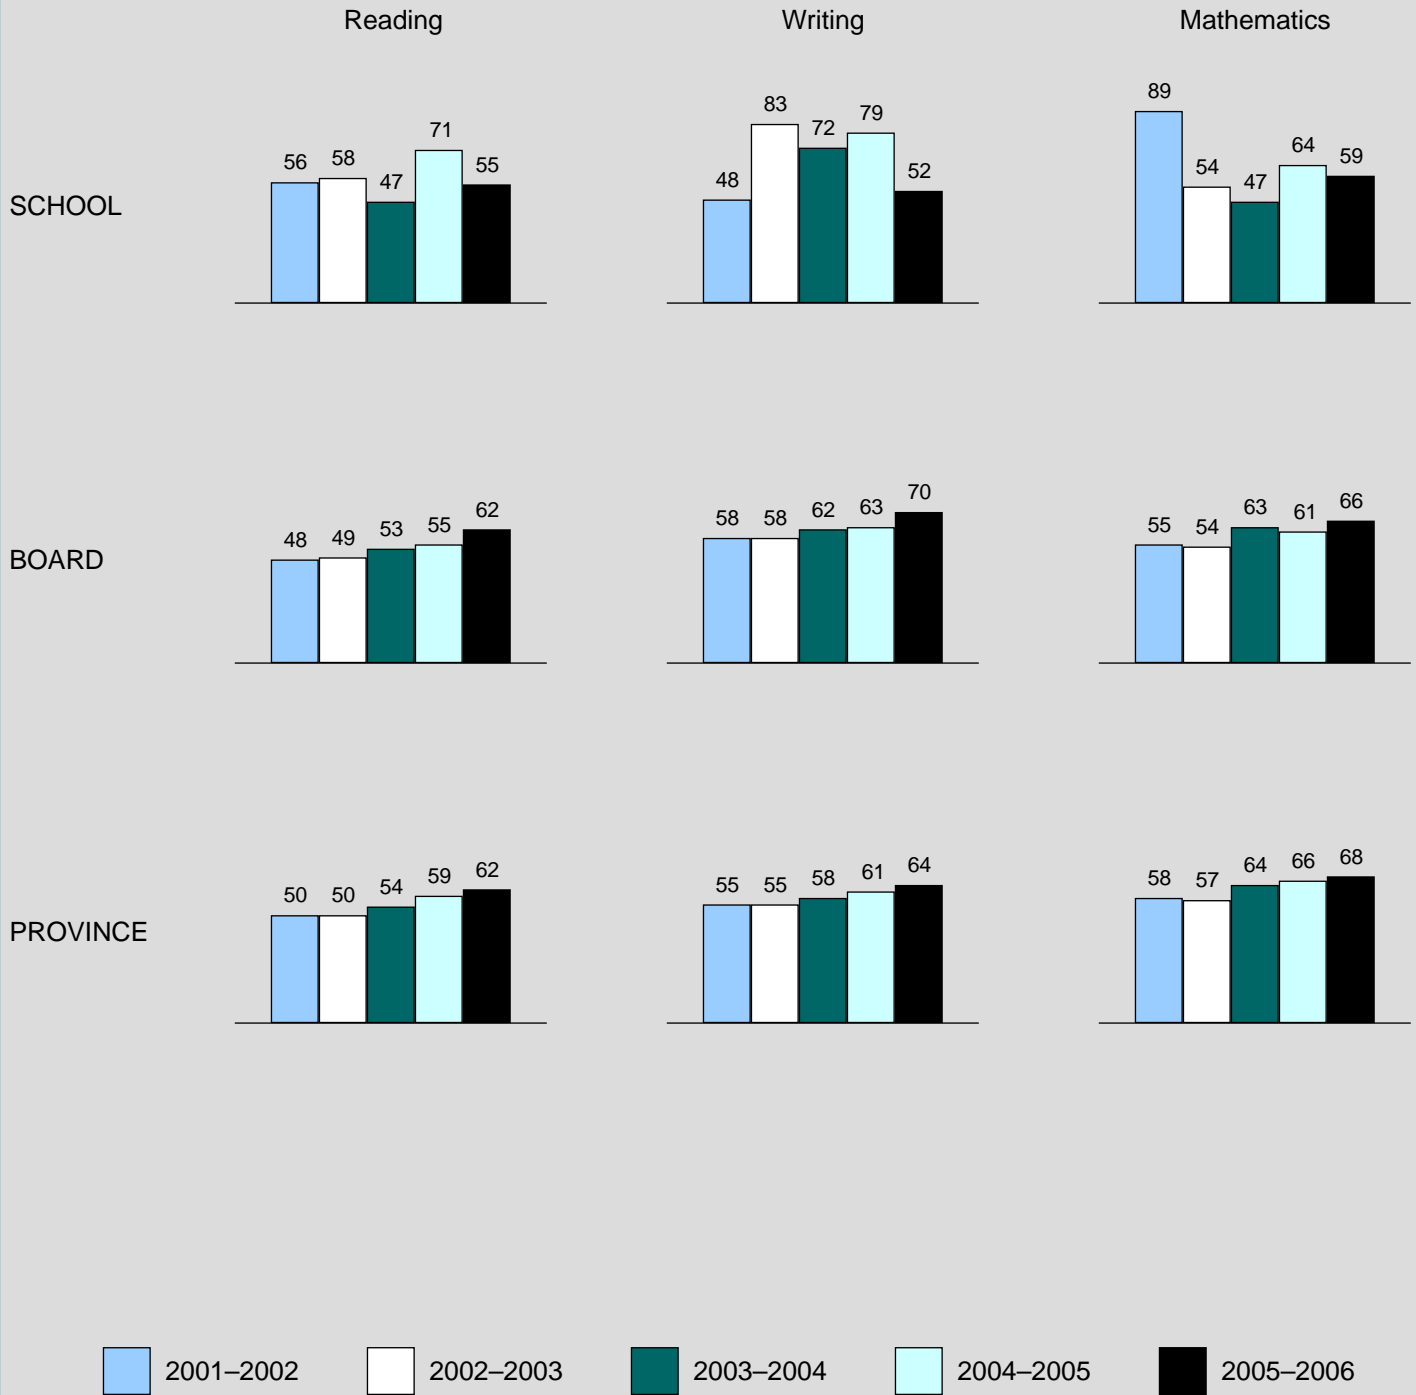 Reading Writing Mathematics
89
83
79
71 72
64
56 58 59
55 54
48 52
47 47
SCHOOL
70
66
62 62 63 63 61
58 58
53 55 55 54
48 49
BOARD
68
66
64 64
62 61
59 58 58 57
54 55 55
50 50
PROVINCE
2001–2002 2002–2003 2003–2004 2004–2005 2005–2006